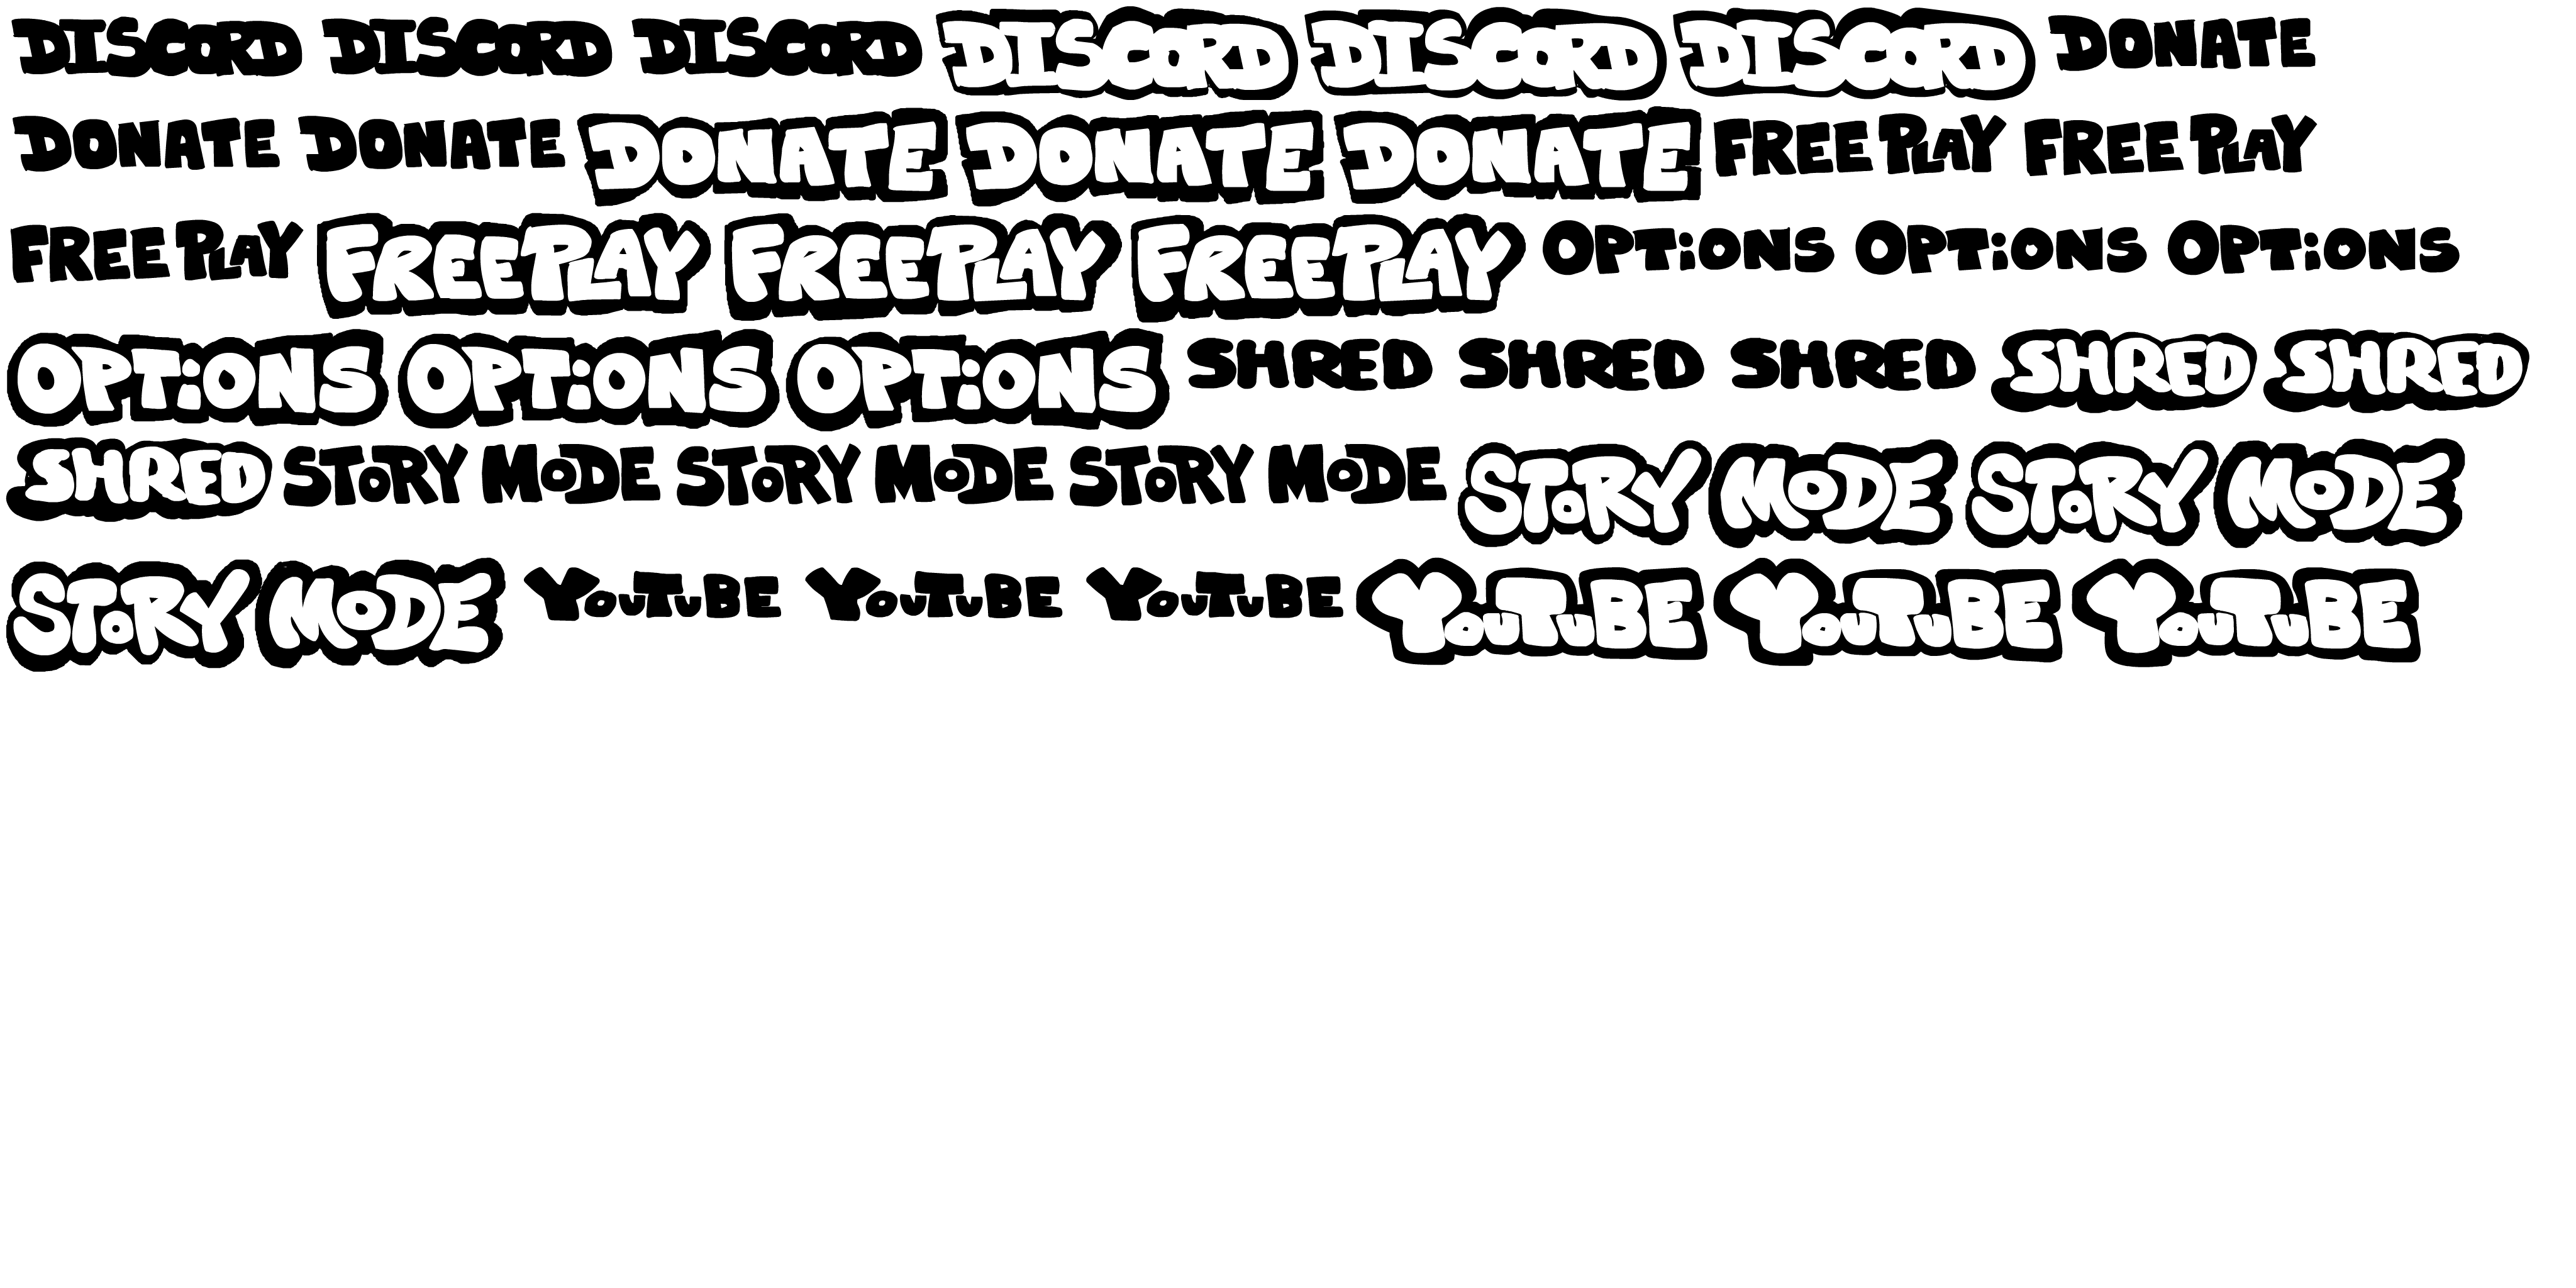 DISCORD DISCORD DISCORD DISCORD DISCORD DISCORD DONATE
DONATE DONATE DONATE DONATE DONATE FREEPLAY FREEPLAY
FREEPLAY FREEPLAY FREEPLAY FREEPLAY OPTiONS OPTiONS OPTiONS
OPTiONS OPTiONS OPTiONS SHRED SHRED SHRED SHRED SHRED
SHRED STORY MODE STORY MODE STORY MODE STORY MODE STORY MODE
STORY MODE YOUTUBE YOUTUBE YOUTUBE YOUTUBE YOUTUBE YOUTUBE